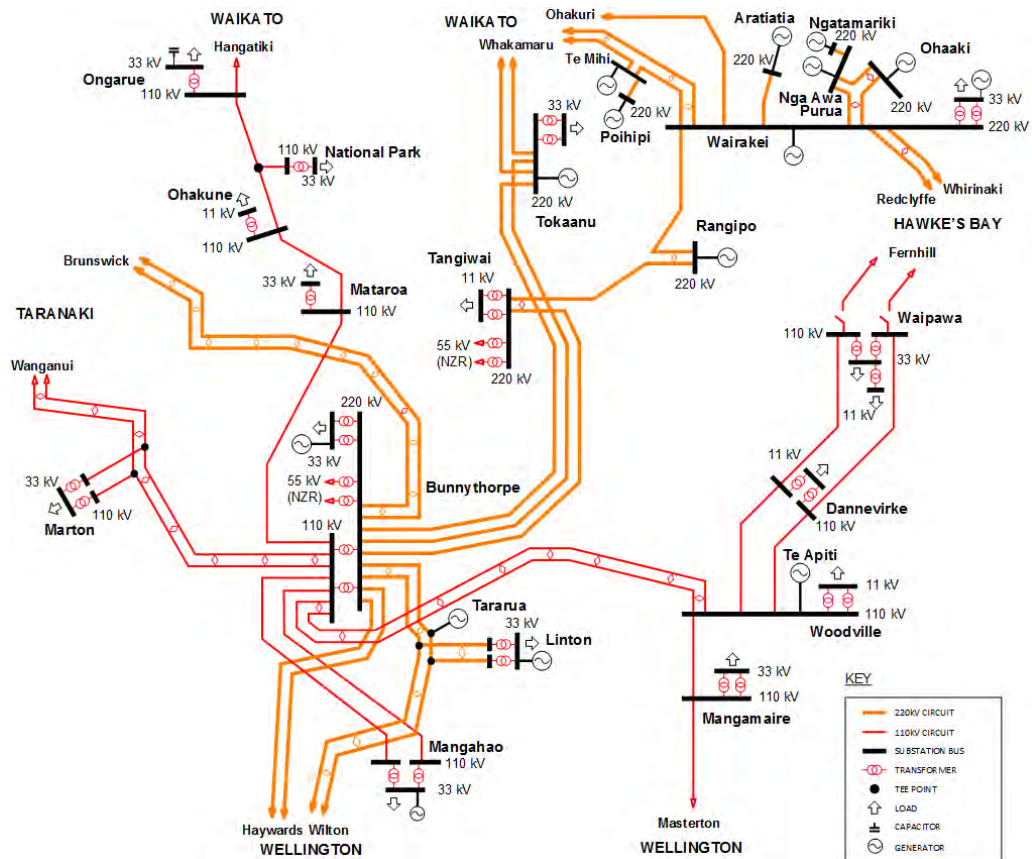 WAIKATO
Hangatiki
33 kV
Ongarue
110 kV
110 kV
National Park
33 kV
Ohakune
11 kV
110 kV
33 kV
Mataroa
110 kV
Brunswick
TARANAKI
Wanganui
33 kV
110 kV
Marton
WAIKATO
Whakamaru
Ohakuri
Te Mihi
220 kV
Poihipi
33 kV
220 kV
Tokaanu
Aratiatia
220 kV
Ngatamariki
220 kV
Ohaaki
Nga Awa
Purua
220 kV
33 kV
220 kV
Wairakei
Whirinaki
Redclyffe
HAWKE'S BAY
Fernhill
Rangipo
220 kV
Tangiwai
11 kV
55 kV
(NZR)
220 kV
110 kV
Waipawa
33 kV
11 kV
11 kV
Dannevirke
110 kV
220 kV
33 kV
55 kV
(NZR)
Bunnythorpe
110 kV
Te Apiti
11 kV
110 kV
Woodville
Tararua
33 kV
Linton
33 kV
110 kV
Mangamaire
Mangahao
110 kV
33 kV
Haywards
Wilton
WELLINGTON
Masterton
WELLINGTON
KEY
220kV CIRCUIT
110kV CIRCUIT
SUBSTATION BUS
TRANSFORMER
TEE POINT
LOAD
CAPACITOR
GENERATOR